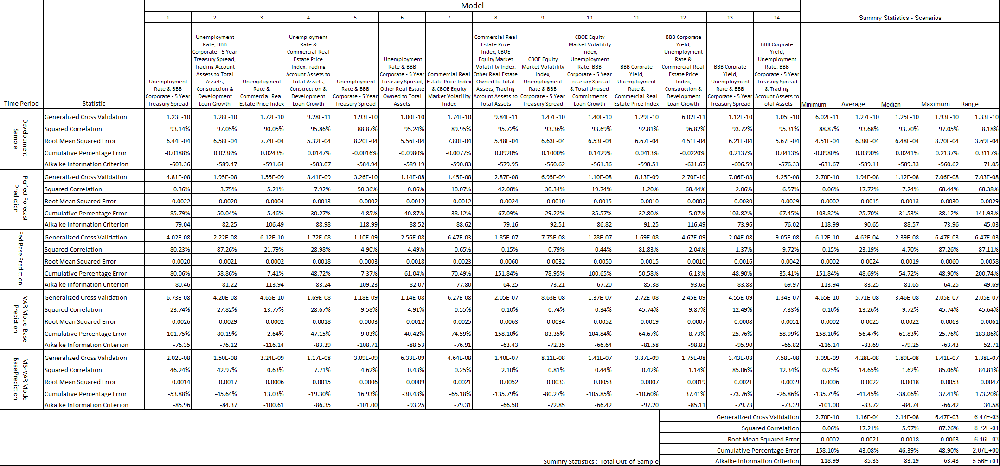 Model
1 2 3 4 5 6 7 8 9 10 11 12 13 14
Summry Statistics - Scenarios
Time Period
Statistic
Unemployment
Rate & BBB
Corporate - 5 Year
Treasury Spread
Unemployment
Rate, BBB
Corporate - 5 Year
Treasury Spread,
Trading Account
Assets to Total
Assets,
Construction &
Development
Loan Growth
Unemployment
Rate &
Commercial Real
Estate Price Index
Unemployment
Rate &
Commercial Real
Estate Price
Index,Trading
Account Assets to
Total Assets,
Construction &
Development
Loan Growth
Unemployment
Rate & BBB
Corporate - 5 Year
Treasury Spread
Unemployment
Rate & BBB
Corporate - 5 Year
Treasury Spread,
Other Real Estate
Owned to Total
Assets
Commercial Real
Estate Price Index
& CBOE Equity
Market Volatility
Index
Commercial Real
Estate Price
Index, CBOE
Equity Market
Volatility Index,
Other Real Estate
Owned to Total
Assets, Trading
Account Assets to
Total Assets
CBOE Equity
Market Volatility
Index,
Unemployment
Rate & BBB
Corporate - 5 Year
Treasury Spread
CBOE Equity
Market Volatility
Index,
Unemployment
Rate, BBB
Corporate - 5 Year
Treasury Spread
& Total Unused
Commitments
Loan Growth
BBB Corprate
Yield,
Unemployment
Rate &
Commercial Real
Estate Price Index
BBB Corporate
Yield,
Unemployment
Rate &
Commercial Real
Estate Price
Index,
Construction &
Development
Loan Growth
BBB Corprate
Yield,
Unemployment
Rate & BBB
Corporate - 5 Year
Treasury Spread
BBB Corprate
Yield,
Unemployment
Rate, BBB
Corporate - 5 Year
Treasury Spread
& Trading
Account Assets to
Total Assets
Minimum Average Median Maximum Range
Development
Sample
Generalized Cross Validation 1.23E-10 1.28E-10 1.72E-10 9.28E-11 1.93E-10 1.00E-10 1.74E-10 9.84E-11 1.47E-10 1.40E-10 1.29E-10 6.02E-11 1.12E-10 1.05E-10 6.02E-11 1.27E-10 1.25E-10 1.93E-10 1.33E-10
Squared Correlation 93.14% 97.05% 90.05% 95.86% 88.87% 95.24% 89.95% 95.72% 93.36% 93.69% 92.81% 96.82% 93.72% 95.31% 88.87% 93.68% 93.70% 97.05% 8.18%
Root Mean Squared Error 6.44E-04 6.58E-04 7.74E-04 5.32E-04 8.20E-04 5.56E-04 7.80E-04 5.48E-04 6.63E-04 6.53E-04 6.67E-04 4.51E-04 6.21E-04 5.67E-04 4.51E-04 6.38E-04 6.48E-04 8.20E-04 3.69E-04
Cumulative Percentage Error -0.0188% 0.0238% 0.0243% 0.0147% -0.0016% -0.0980% -0.0077% 0.0920% 0.1000% 0.1429% 0.0413% -0.0220% 0.2137% 0.0413% -0.0980% 0.0390% 0.0241% 0.2137% 0.3117%
Aikaike Information Criterion -603.36 -589.47 -591.64 -583.07 -584.94 -589.19 -590.83 -579.95 -560.62 -561.36 -598.51 -631.67 -606.59 -576.33 -631.67 -589.11 -589.33 -560.62 71.05
Perfect Forecast
Prediction
Generalized Cross Validation 4.81E-08 1.95E-08 1.55E-09 8.41E-09 3.26E-10 1.14E-08 1.45E-08 2.87E-08 6.95E-09 1.10E-08 8.13E-09 2.70E-10 7.06E-08 4.25E-08 2.70E-10 1.94E-08 1.12E-08 7.06E-08 7.03E-08
Squared Correlation 0.36% 3.75% 5.21% 7.92% 50.36% 0.06% 10.07% 42.08% 30.34% 19.74% 1.20% 68.44% 2.06% 6.57% 0.06% 17.72% 7.24% 68.44% 68.38%
Root Mean Squared Error 0.0022 0.0020 0.0004 0.0013 0.0002 0.0012 0.0012 0.0024 0.0010 0.0015 0.0010 0.0002 0.0030 0.0029 0.0002 0.0015 0.0013 0.0030 0.0029
Cumulative Percentage Error -85.79% -50.04% 5.46% -30.27% 4.85% -40.87% 38.12% -67.09% 29.22% 35.57% -32.80% 5.07% -103.82% -67.45% -103.82% -25.70% -31.53% 38.12% 141.93%
Aikaike Information Criterion -79.04 -82.25 -106.49 -88.98 -118.99 -88.52 -88.62 -79.16 -92.51 -86.82 -91.25 -116.49 -73.96 -76.02 -118.99 -90.65 -88.57 -73.96 45.03
Fed Base Prediction
Generalized Cross Validation 4.02E-08 2.22E-08 6.12E-10 1.72E-08 1.10E-09 2.56E-08 6.47E-03 1.85E-07 7.75E-08 1.28E-07 1.69E-08 4.67E-09 2.04E-08 9.05E-08 6.12E-10 4.62E-04 2.39E-08 6.47E-03 6.47E-03
Squared Correlation 80.23% 87.26% 21.79% 28.98% 4.90% 4.49% 0.65% 0.15% 0.79% 0.44% 81.83% 2.04% 1.37% 9.72% 0.15% 23.19% 4.70% 87.26% 87.11%
Root Mean Squared Error 0.0020 0.0021 0.0002 0.0018 0.0003 0.0018 0.0023 0.0060 0.0032 0.0050 0.0015 0.0010 0.0016 0.0042 0.0002 0.0024 0.0019 0.0060 0.0058
Cumulative Percentage Error -80.06% -58.86% -7.41% -48.72% 7.37% -61.04% -70.49% -151.84% -78.95% -100.65% -50.58% 6.13% 48.90% -35.41% -151.84% -48.69% -54.72% 48.90% 200.74%
Aikaike Information Criterion -80.46 -81.22 -113.94 -83.24 -109.23 -82.07 -77.80 -64.25 -73.21 -67.20 -85.38 -93.68 -83.88 -69.97 -113.94 -83.25 -81.65 -64.25 49.69
VAR Model Base
Prediction
Generalized Cross Validation 6.73E-08 4.20E-08 4.65E-10 1.69E-08 1.18E-09 1.14E-08 6.27E-08 2.05E-07 8.63E-08 1.37E-07 2.72E-08 2.45E-09 4.55E-09 1.34E-07 4.65E-10 5.71E-08 3.46E-08 2.05E-07 2.05E-07
Squared Correlation 23.74% 27.82% 13.77% 28.67% 9.58% 4.91% 0.55% 0.10% 0.74% 0.34% 45.74% 9.87% 12.49% 7.33% 0.10% 13.26% 9.72% 45.74% 45.64%
Root Mean Squared Error 0.0026 0.0029 0.0002 0.0018 0.0003 0.0012 0.0025 0.0063 0.0034 0.0052 0.0019 0.0007 0.0008 0.0051 0.0002 0.0025 0.0022 0.0063 0.0061
Cumulative Percentage Error -101.75% -80.19% -2.64% -47.15% 9.03% -40.42% -74.59% -158.10% -83.35% -104.84% -64.67% -8.73% 25.76% -58.99% -158.10% -56.47% -61.83% 25.76% 183.86%
Aikaike Information Criterion -76.35 -76.12 -116.14 -83.39 -108.71 -88.53 -76.91 -63.43 -72.35 -66.64 -81.58 -98.83 -95.90 -66.82 -116.14 -83.69 -79.25 -63.43 52.71
MS-VAR Model
Base Prediction
Generalized Cross Validation 2.02E-08 1.50E-08 3.24E-09 1.17E-08 3.09E-09 6.33E-09 4.64E-08 1.40E-07 8.11E-08 1.41E-07 3.87E-09 1.75E-08 3.43E-08 7.58E-08 3.09E-09 4.28E-08 1.89E-08 1.41E-07 1.38E-07
Squared Correlation 46.24% 42.97% 0.63% 7.71% 4.62% 0.43% 0.25% 2.10% 0.81% 0.44% 0.42% 1.14% 85.06% 12.34% 0.25% 14.65% 1.62% 85.06% 84.81%
Root Mean Squared Error 0.0014 0.0017 0.0006 0.0015 0.0006 0.0009 0.0021 0.0052 0.0033 0.0053 0.0007 0.0019 0.0021 0.0039 0.0006 0.0022 0.0018 0.0053 0.0047
Cumulative Percentage Error -53.88% -45.64% 13.03% -19.30% 16.93% -30.48% -65.18% -135.79% -80.27% -105.85% -10.60% 37.41% -73.76% -26.86% -135.79% -41.45% -38.06% 37.41% 173.20%
Aikaike Information Criterion -85.96 -84.37 -100.61 -86.35 -101.00 -93.25 -79.31 -66.50 -72.85 -66.42 -97.20 -85.11 -79.73 -73.39 -101.00 -83.72 -84.74 -66.42 34.58
Generalized Cross Validation 2.70E-10 1.16E-04 2.14E-08 6.47E-03 6.47E-03
Squared Correlation 0.06% 17.21% 5.97% 87.26% 8.72E-01
Root Mean Squared Error 0.0002 0.0021 0.0018 0.0063 6.16E-03
Cumulative Percentage Error -158.10% -43.08% -46.39% 48.90% 2.07E+00
Summry Statistics : Total Out-of-Sample Aikaike Information Criterion -118.99 -85.33 -83.19 -63.43 5.56E+01